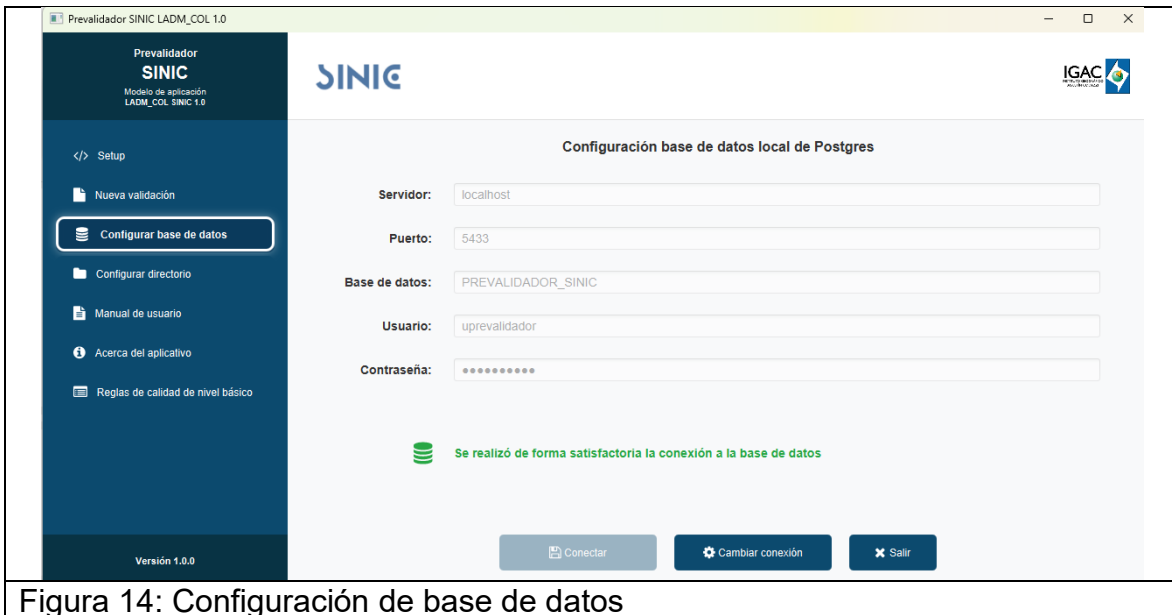 Prevalidador SINIC LADM_COL 1.0
Prevalidador
SINIC
Modelo de aplicación
LADM_COL SINIC 1.0
SINIC
IGAC
</> Setup
Nueva validación
Configurar base de datos
Configurar directorio
Manual de usuario
Acerca del aplicativo
Reglas de calidad de nivel básico
Versión 1.0.0
Configuración base de datos local de Postgres
Servidor: localhost
Puerto: 5433
Base de datos: PREVALIDADOR_SINIC
Usuario: uprevalidador
Contraseña: ●●●●●●●●●●
Se realizó de forma satisfactoria la conexión a la base de datos
Conectar Cambiar conexión Salir
Figura 14: Configuración de base de datos